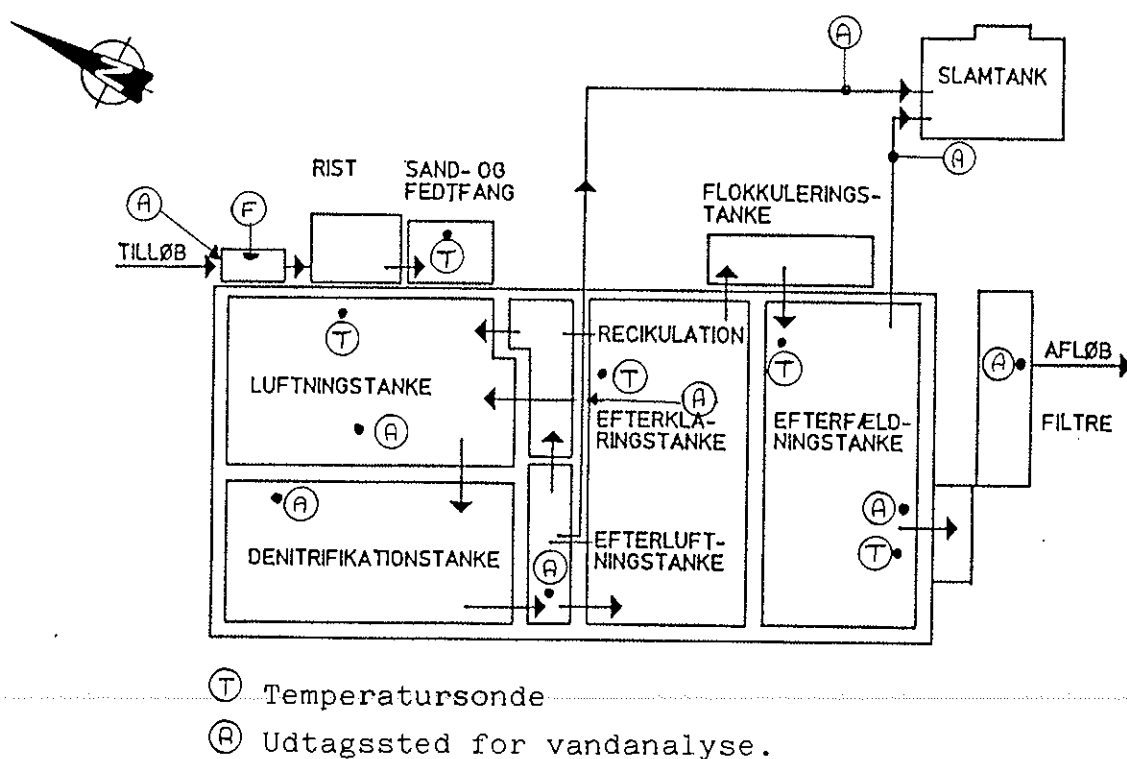 A
SLAMTANK
A
RIST
SAND- OG
FEDTFANG
FLOKKULERINGS-
TANKE
A
F
TILLØB
T
T
RECIKULATION
T
T
A
AFLØB
LUFTNINGSTANKE
A
A
EFTERKLA-
RINGSTANKE
EFTERFÆLD-
NINGSTANKE
FILTRE
A
A
DENITRIFIKATIONSTANKE
EFTERLUFT-
NINGSTANKE
A
T
T Temperatursonde
A Udtagssted for vandanalyse.
N